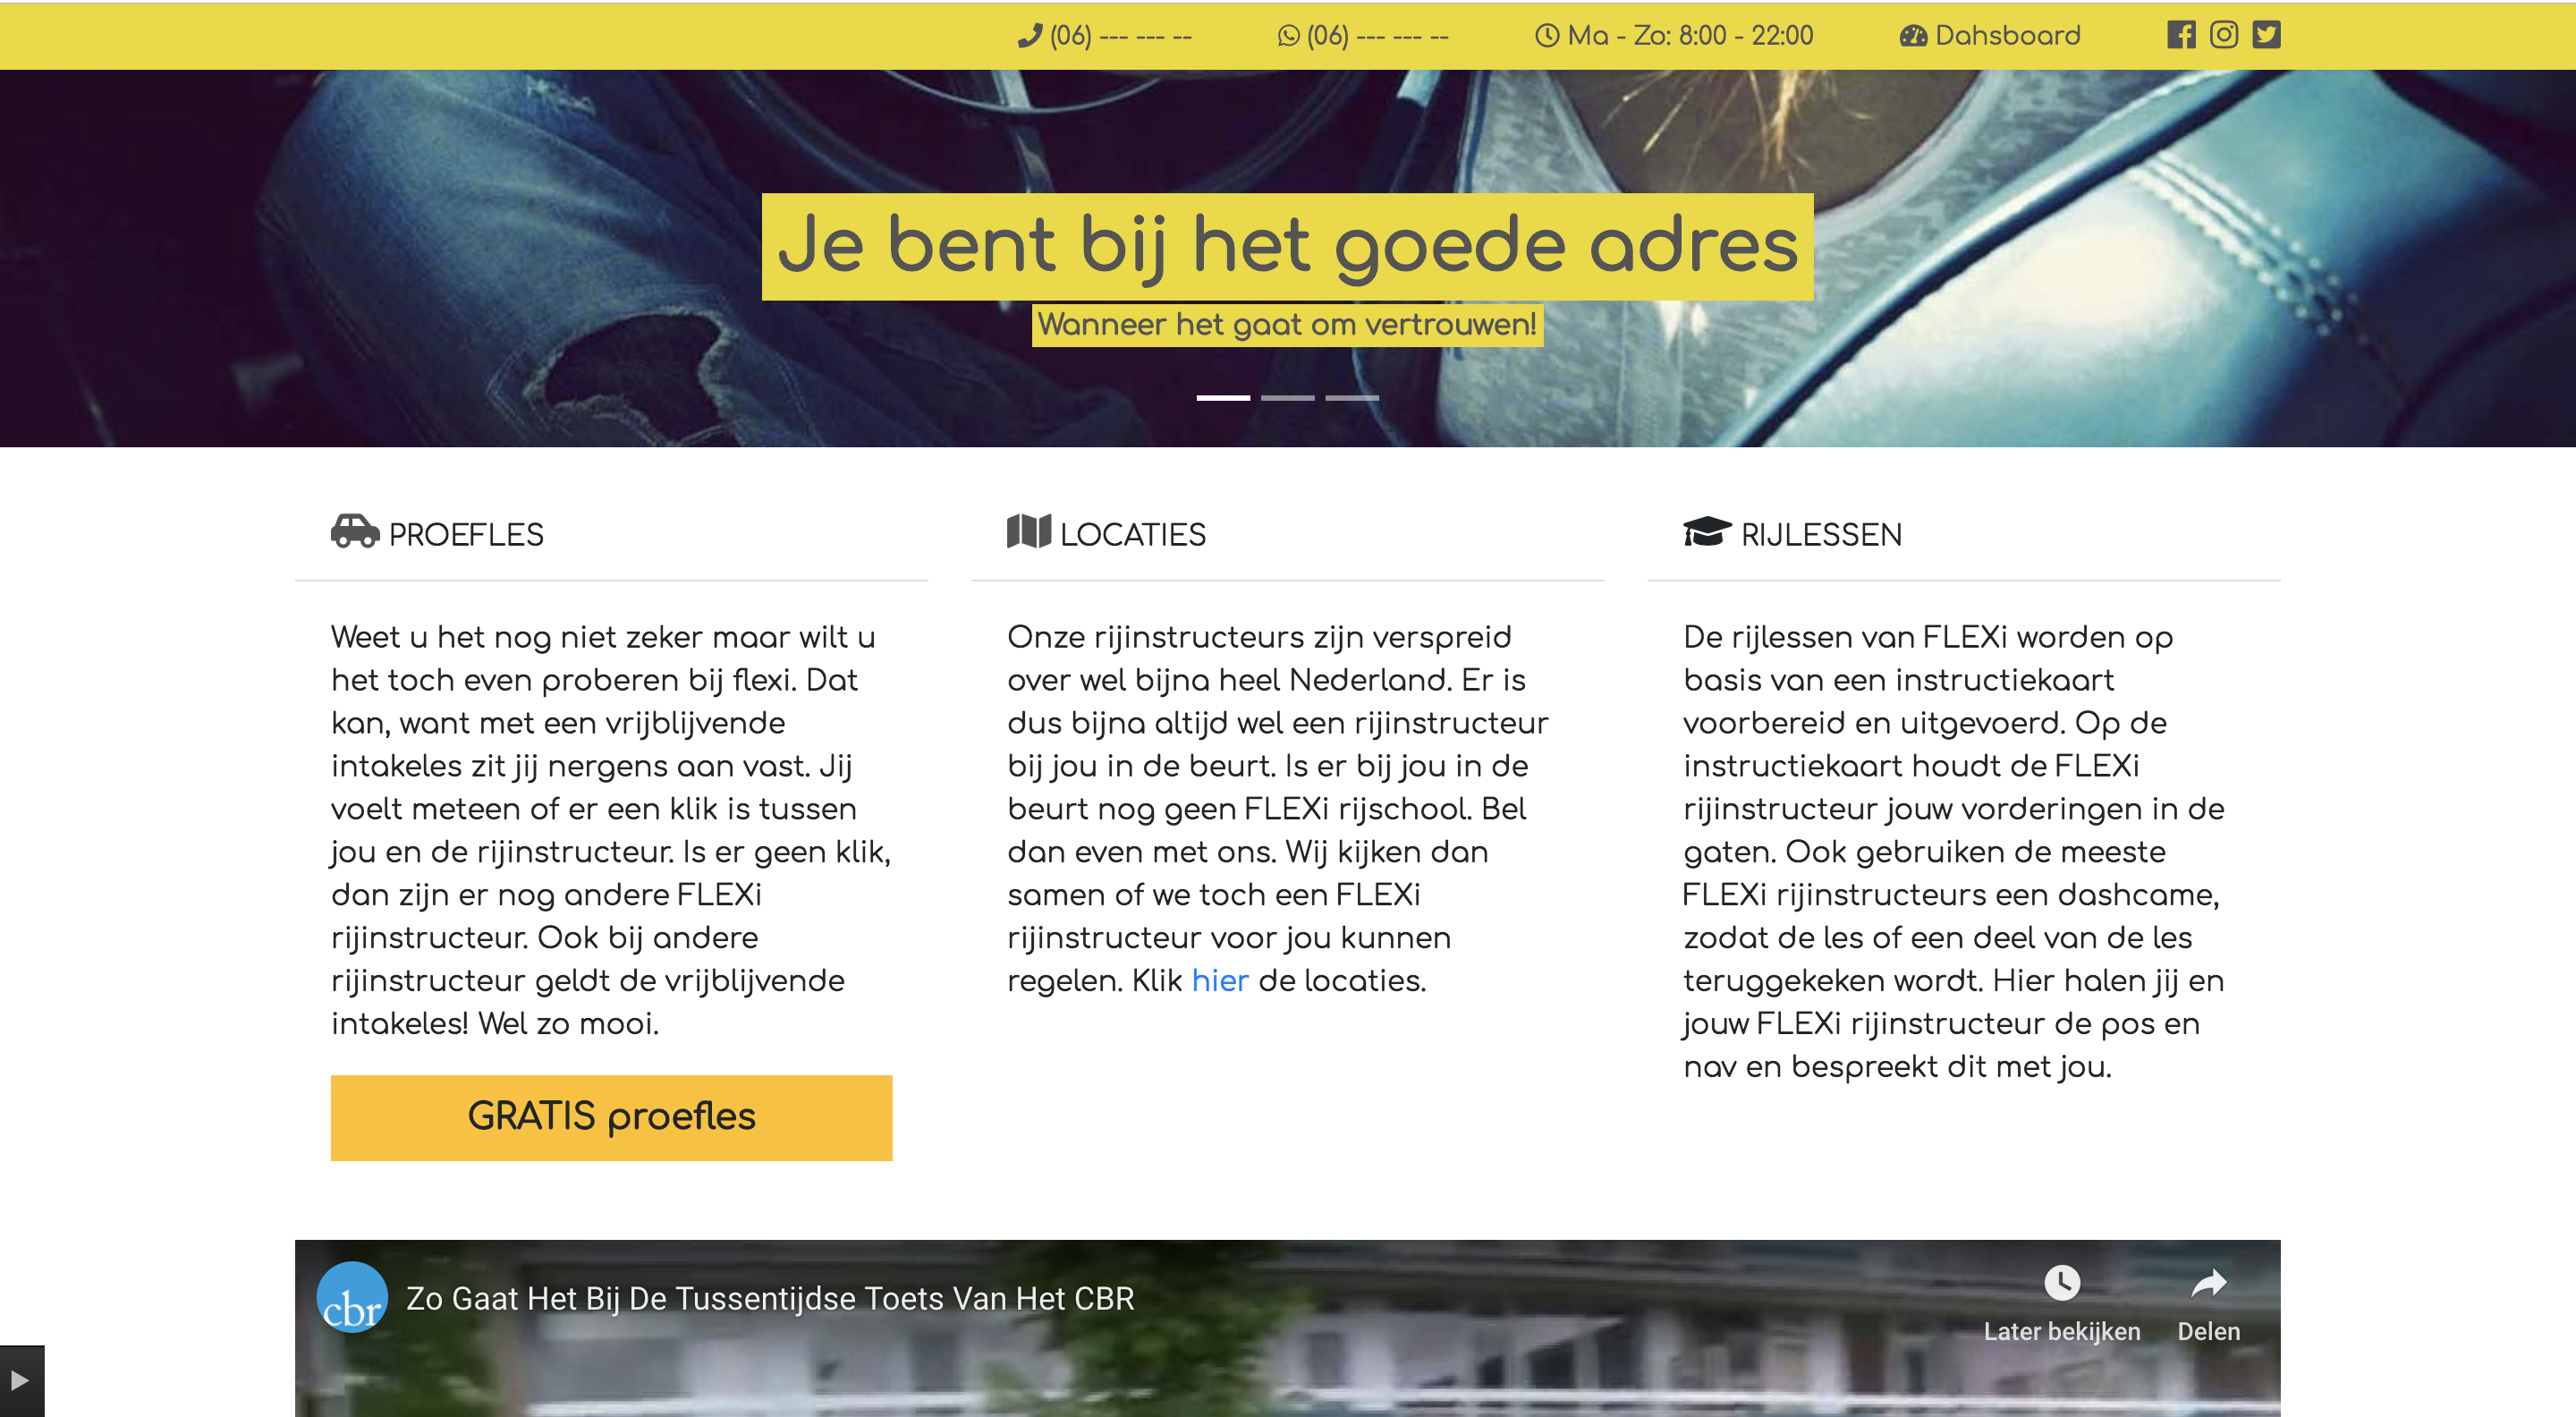 (06) --- --- --
(06) --- --- --
Ma - Zo: 8:00 - 22:00
Dahsboard
Je bent bij het goede adres
Wanneer het gaat om vertrouwen!
PROEFLES
Weet u het nog niet zeker maar wilt u
het toch even proberen bij flexi. Dat
kan, want met een vrijblijvende
intakeles zit jij nergens aan vast. Jij
voelt meteen of er een klik is tussen
jou en de rijinstructeur. Is er geen klik,
dan zijn er nog andere FLEXi
rijinstructeur. Ook bij andere
rijinstructeur geldt de vrijblijvende
intakeles! Wel zo mooi.
GRATIS proefles
LOCATIES
Onze rijinstructeurs zijn verspreid
over wel bijna heel Nederland. Er is
dus bijna altijd wel een rijinstructeur
bij jou in de beurt. Is er bij jou in de
beurt nog geen FLEXi rijschool. Bel
dan even met ons. Wij kijken dan
samen of we toch een FLEXi
rijinstructeur voor jou kunnen
regelen. Klik hier de locaties.
RIJLESSEN
De rijlessen van FLEXi worden op
basis van een instructiekaart
voorbereid en uitgevoerd. Op de
instructiekaart houdt de FLEXi
rijinstructeur jouw vorderingen in de
gaten. Ook gebruiken de meeste
FLEXi rijinstructeurs een dashcame,
zodat de les of een deel van de les
teruggekeken wordt. Hier halen jij en
jouw FLEXi rijinstructeur de pos en
nav en bespreekt dit met jou.
cbr
Zo Gaat Het Bij De Tussentijdse Toets Van Het CBR
Later bekijken
Delen